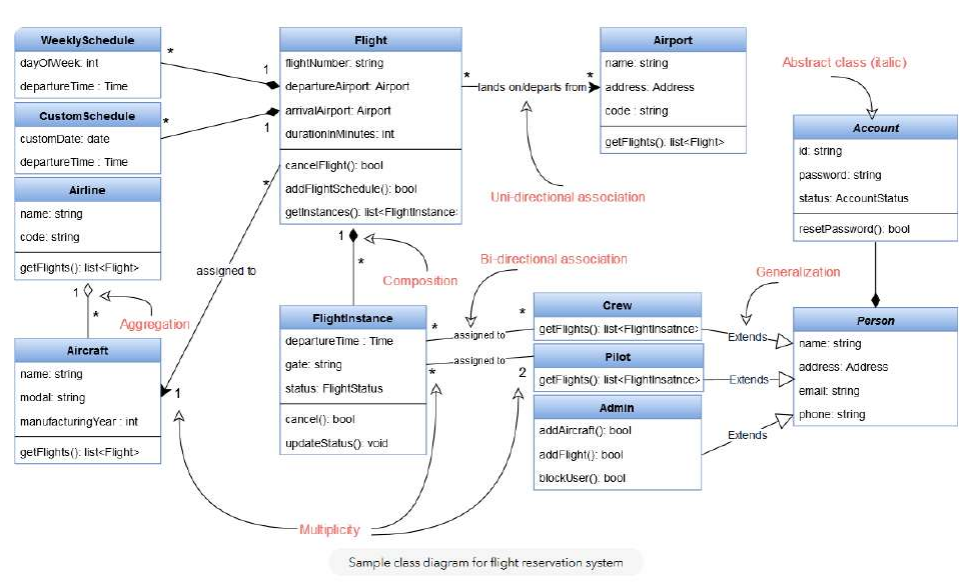 WeeklySchedule
dayOfWeek: int
departureTime : Time
*
1
CustomSchedule
customDate: date
departureTime : Time
*
1
Airline
name: string
code: string
getFlights(): list<Flight>
1
*
Aggregation
Aircraft
name: string
modal: string
manufacturingYear : int
getFlights(): list<Flight>
1
Flight
flightNumber: string
departureAirport: Airport
arrivalAirport: Airport
durationInMinutes: int
cancelFlight(): bool
addFlightSchedule(): bool
getInstances(): list<FlightInstance>
*
assigned to
*
lands on/departs from
*
Uni-directional association
1
*
Composition
FlightInstance
departureTime : Time
gate: string
status: FlightStatus
cancel(): bool
updateStatus(): void
Airport
name: string
address: Address
code : string
getFlights(): list<Flight>
Bi-directional association
*
assigned to
*
*
assigned to
2
Crew
getFlights(): list<FlightInsatnce>
Pilot
getFlights(): list<FlightInsatnce>
Admin
addAircraft(): bool
addFlight(): bool
blockUser(): bool
Abstract class (italic)
Account
id: string
password: string
status: AccountStatus
resetPassword(): bool
Generalization
Extends
Extends
Extends
Person
name: string
address: Address
email: string
phone: string
Multiplicity
Sample class diagram for flight reservation system